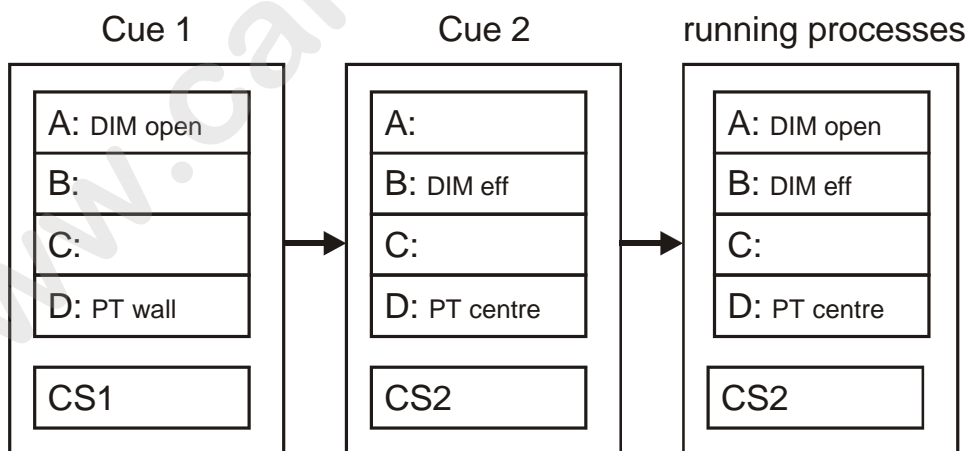 Cue 1
Cue 2
running processes
A: DIM open
B:
C:
D: PT wall
CS1
A:
B: DIM eff
C:
D: PT centre
CS2
A: DIM open
B: DIM eff
C:
D: PT centre
CS2